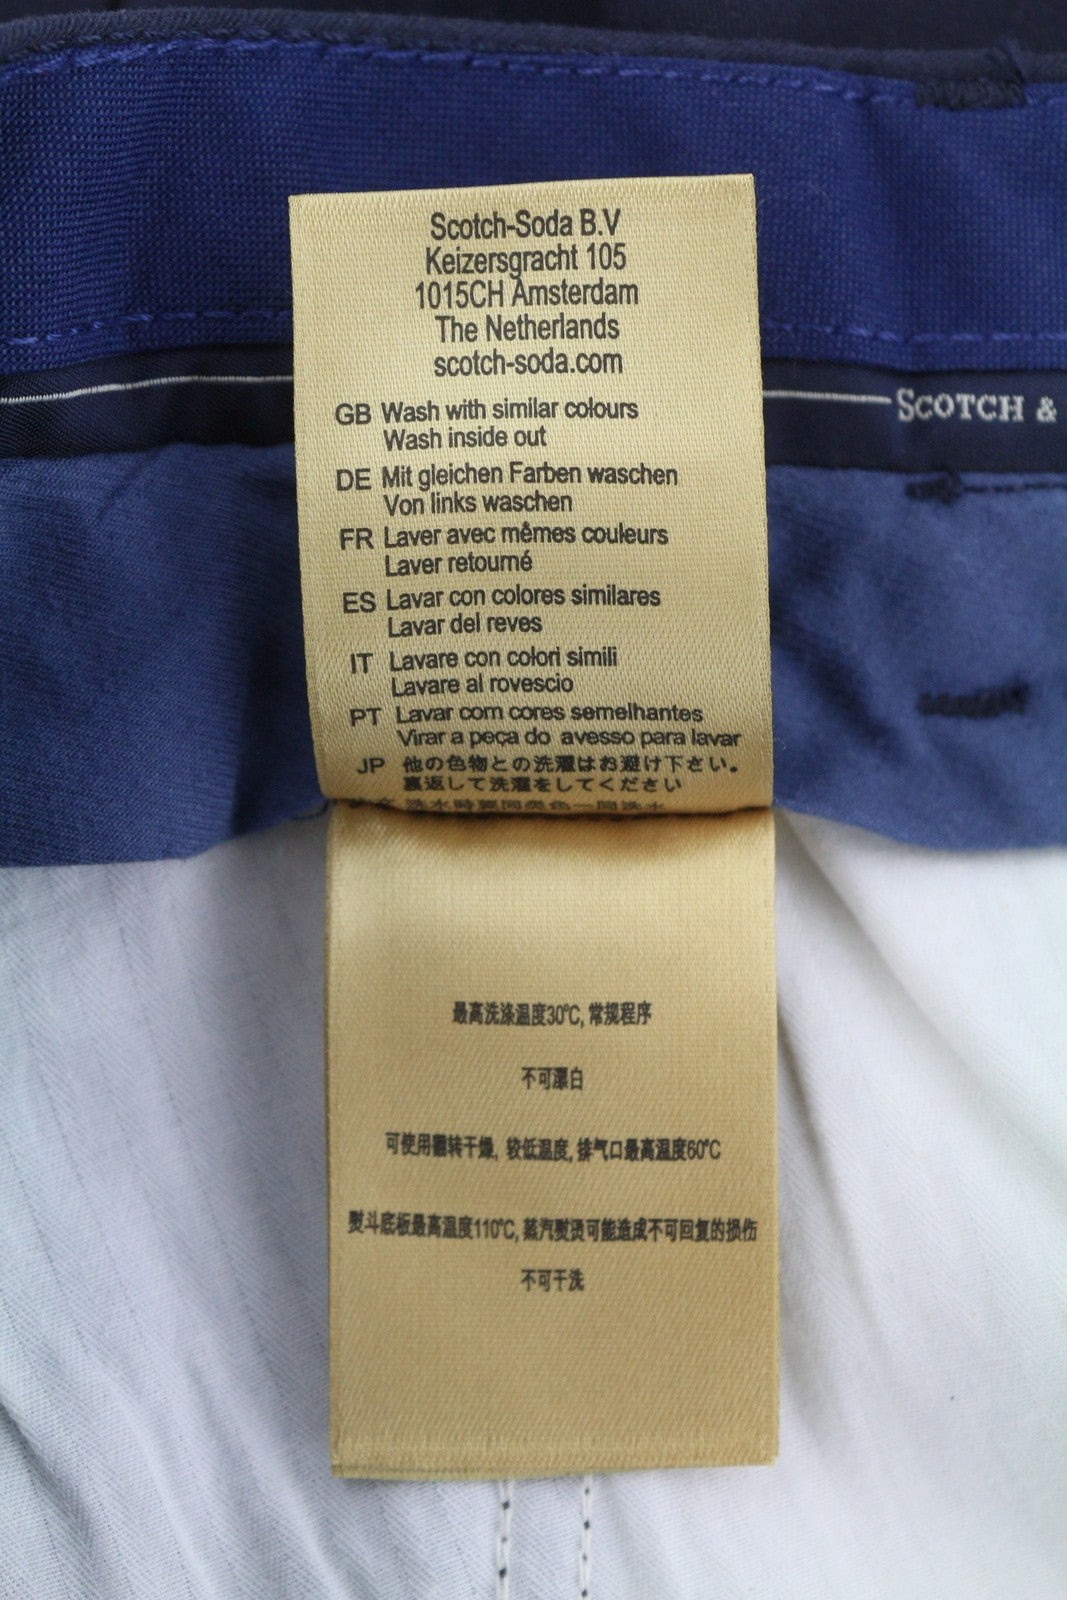 Scotch-Soda B.V
Keizersgracht 105
1015CH Amsterdam
The Netherlands
scotch-soda.com
SCOTCH &
GB Wash with similar colours
Wash inside out
DE Mit gleichen Farben waschen
Von links waschen
FR Laver avec mêmes couleurs
Laver retourné
ES Lavar con colores similares
Lavar del reves
IT Lavare con colori simili
Lavare al rovescio
PT Lavar com cores semelhantes
Virar a peça do avesso para lavar
JP 他の色物との洗濯はお避け下さい。
裏返して洗濯をしてください
最高洗涤温度30°C, 常规程序
不可漂白
可使用翻转干燥, 较低温度, 排气口最高温度60°C
熨斗底板最高温度110°C, 蒸汽熨烫可能造成不可回复的损伤
不可干洗